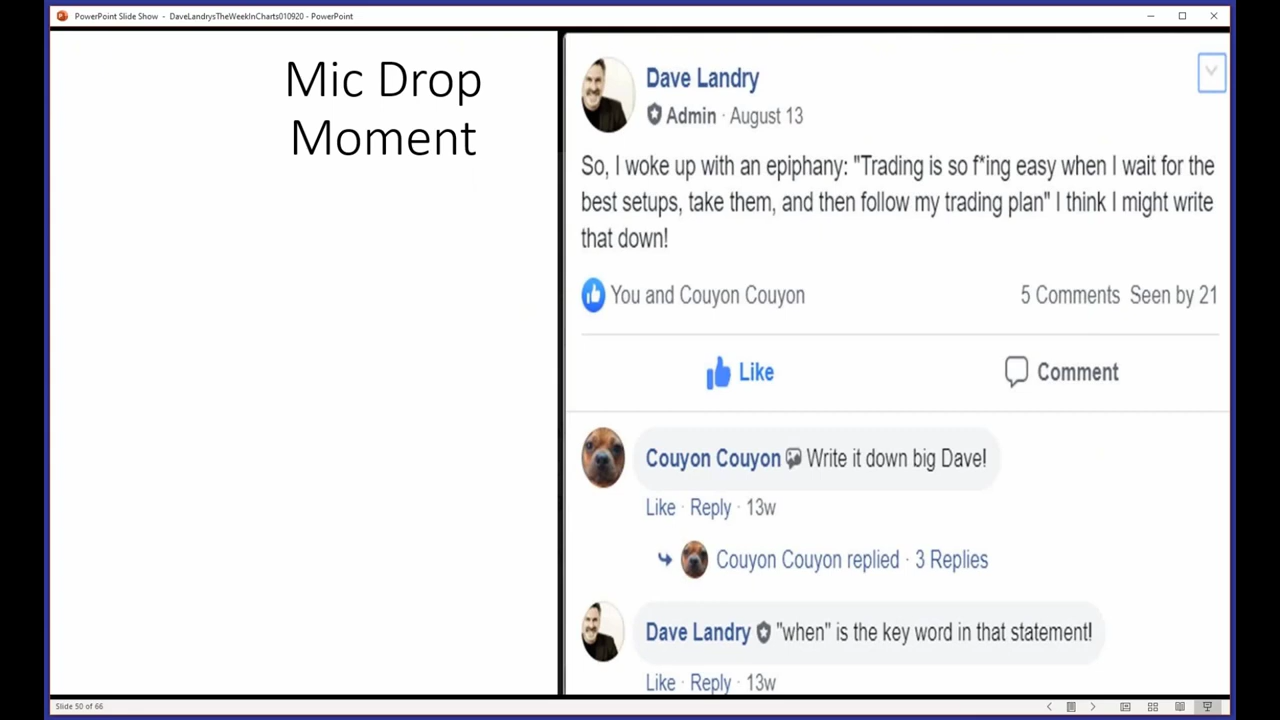 PowerPoint Slide Show - DaveLandrysTheWeekInCharts010920 - PowerPoint
Mic Drop
Moment
Dave Landry
Admin · August 13
So, I woke up with an epiphany: "Trading is so f*ing easy when I wait for the
best setups, take them, and then follow my trading plan" I think I might write
that down!
You and Couyon Couyon
5 Comments Seen by 21
Like
Comment
Couyon Couyon Write it down big Dave!
Like · Reply · 13w
Couyon Couyon replied · 3 Replies
Dave Landry "when" is the key word in that statement!
Like · Reply · 13w
Slide 50 of 66